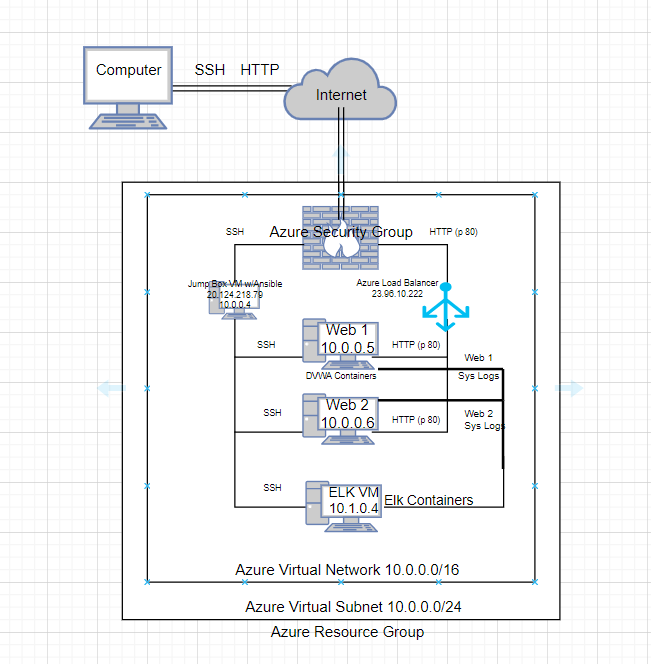 Computer
SSH HTTP
Internet
SSH
Azure Security Group
HTTP (p 80)
Jump Box VM w/Ansible
20.124.218.79
10.0.0.4
Azure Load Balancer
23.96.10.222
Web 1
10.0.0.5
SSH
HTTP (p 80)
Web 1
Sys Logs
DVWA Containers
Web 2
10.0.0.6
SSH
HTTP (p 80)
Web 2
Sys Logs
SSH
ELK VM
10.1.0.4
Elk Containers
Azure Virtual Network 10.0.0.0/16
Azure Virtual Subnet 10.0.0.0/24
Azure Resource Group